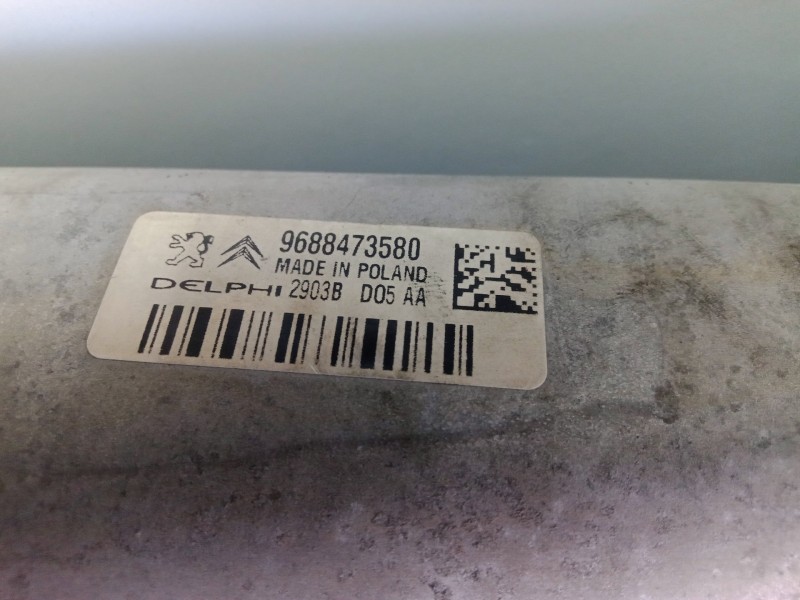 9688473580
MADE IN POLAND
DELPHI 2903B D05 AA